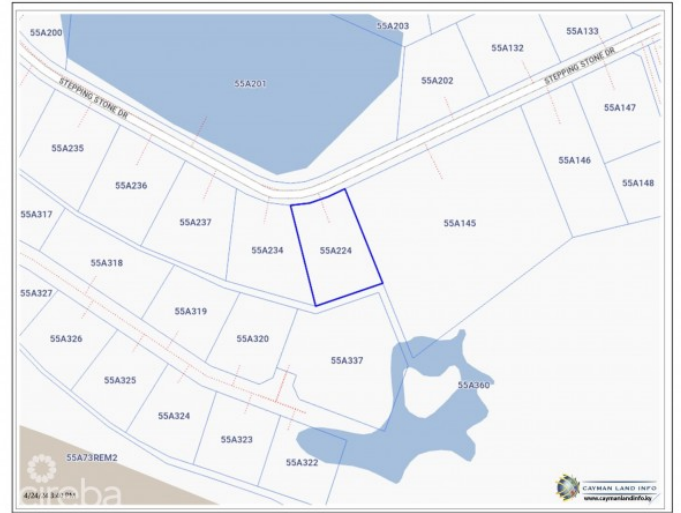 55A200
55A203
55A133
55A132
55A201
55A202
STEPPING STONE DR
STEPPING STONE DR
55A147
55A235
55A146
55A236
55A148
55A317
55A237
55A145
55A234
55A224
55A318
55A327
55A319
55A326
55A320
55A337
55A325
55A360
55A324
55A323
55A73REM2
55A322
cireba
CAYMAN LAND INFO
www.caymanlandinfo.ky